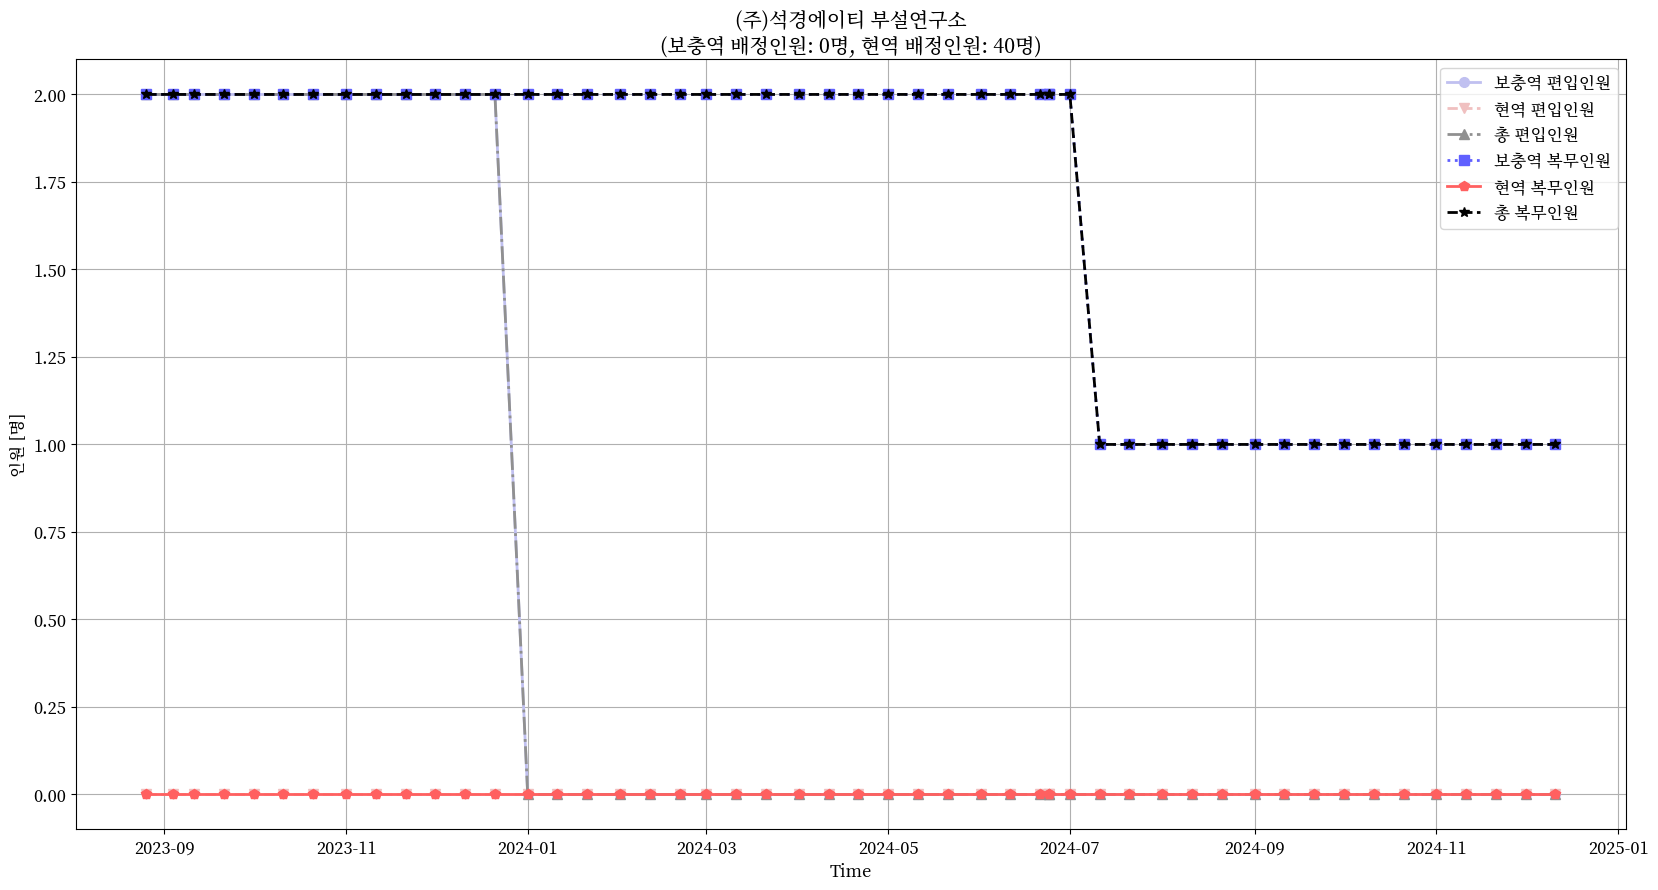 (주)석경에이티 부설연구소
(보충역 배정인원: 0명, 현역 배정인원: 40명)
보충역 편입인원
현역 편입인원
총 편입인원
보충역 복무인원
현역 복무인원
총 복무인원
인원 [명]
2.00
1.75
1.50
1.25
1.00
0.75
0.50
0.25
0.00
2023-09 2023-11 2024-01 2024-03 2024-05 2024-07 2024-09 2024-11 2025-01
Time